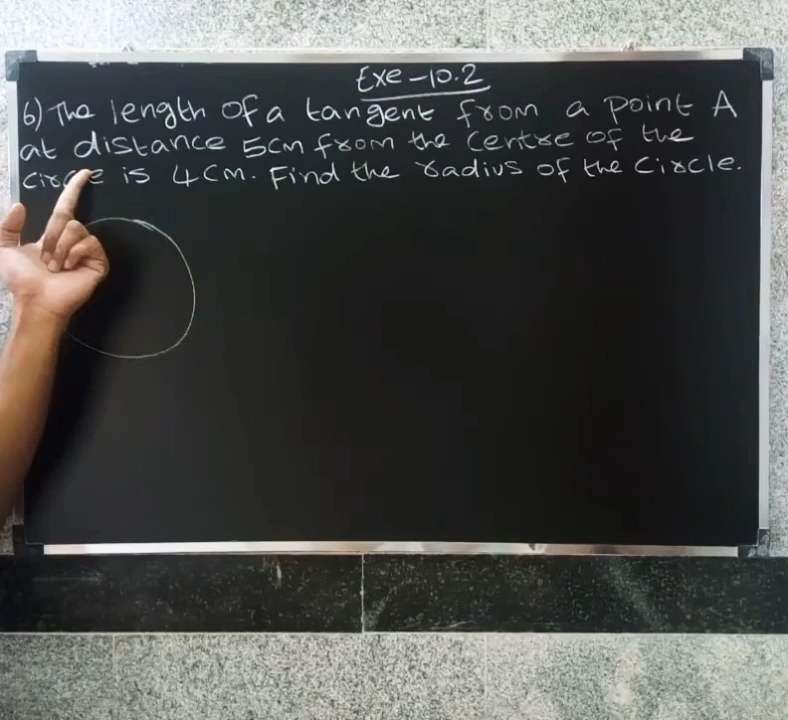 Exe-10.2
6) The length of a tangent from a point A
at distance 5cm from the centre of the
circle is 4cm. Find the radius of the circle.